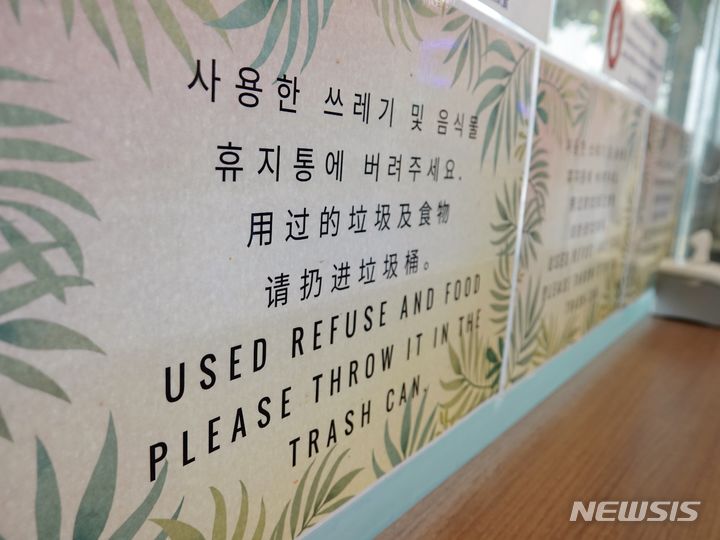 사용한 쓰레기 및 음식물
휴지통에 버려주세요.
用过的垃圾及食物
请扔进垃圾桶。
USED REFUSE AND FOOD
PLEASE THROW IT IN THE
TRASH CAN.
NEWSIS